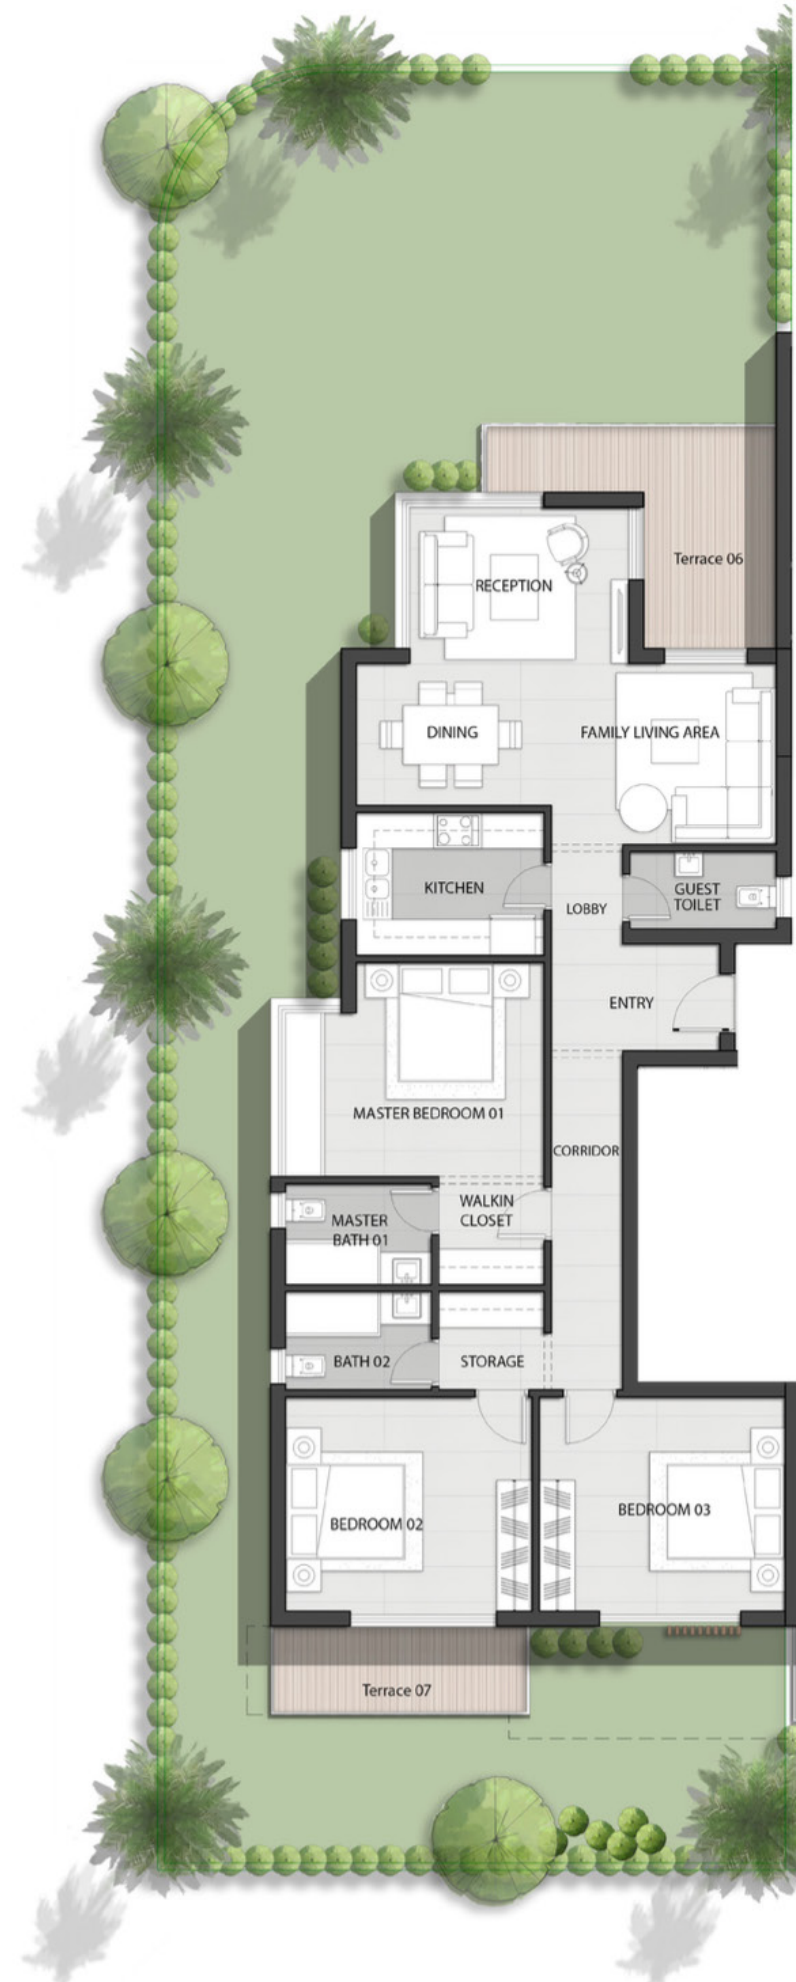 Terrace 06
RECEPTION
DINING
FAMILY LIVING AREA
KITCHEN
GUEST
TOILET
LOBBY
ENTRY
MASTER BEDROOM 01
CORRIDOR
WALKIN
CLOSET
MASTER
BATH 01
BATH 02
STORAGE
BEDROOM 02
BEDROOM 03
Terrace 07